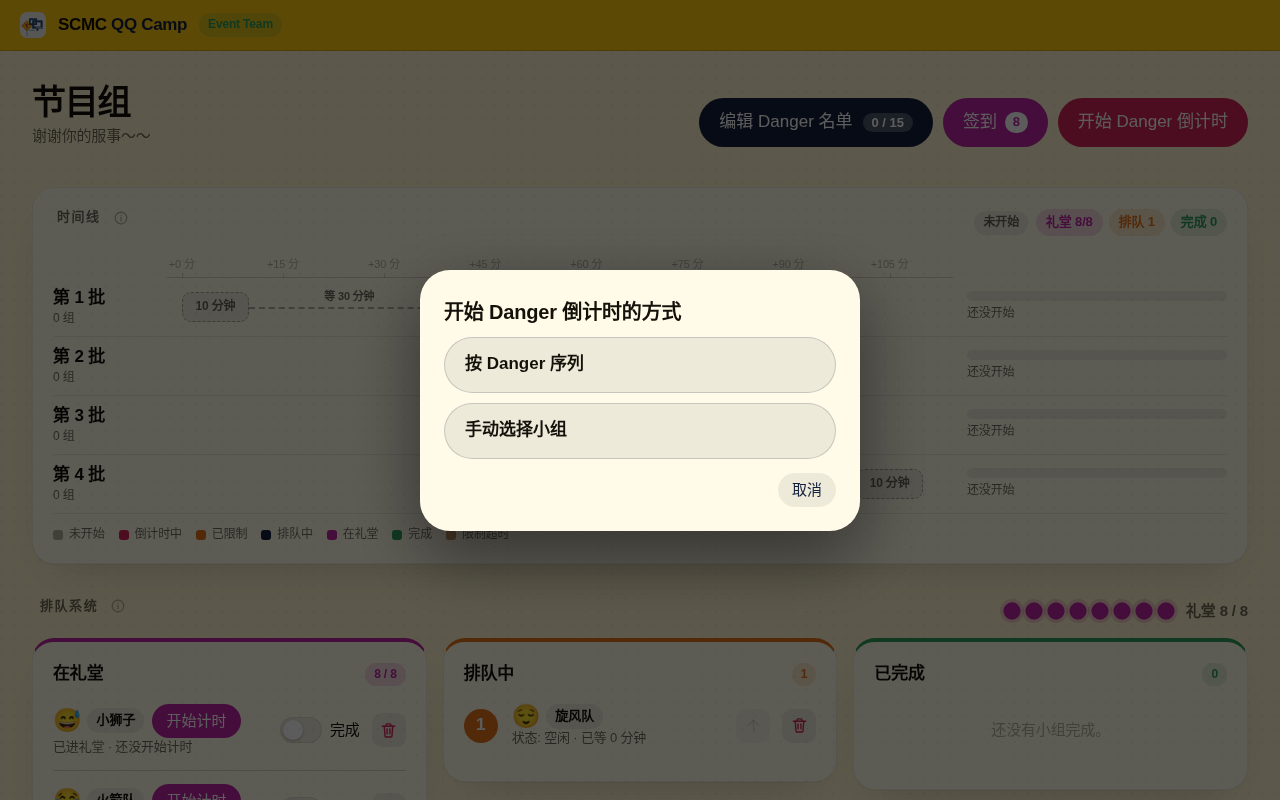 SCMC QQ Camp
Event Team
节目组
谢谢你的服事～～
编辑 Danger 名单 0 / 15
签到 8
开始 Danger 倒计时
时间线
未开始
礼堂 8/8
排队 1
完成 0
+0 分 +15 分 +30 分 +45 分 +60 分 +75 分 +90 分 +106 分
第 1 批
0 组
10 分钟
等 30 分钟
还没开始
第 2 批
0 组
还没开始
第 3 批
0 组
还没开始
第 4 批
0 组
10 分钟
还没开始
未开始 倒计时中 已限制 排队中 在礼堂 完成 限制超时
开始 Danger 倒计时的方式
按 Danger 序列
手动选择小组
取消
排队系统
礼堂 8 / 8
在礼堂
8 / 8
小狮子
开始计时
完成
已进礼堂 · 还没开始计时
火箭队
开始计时
排队中
1
1
旋风队
状态: 空闲 · 已等 0 分钟
已完成
0
还没有小组完成。